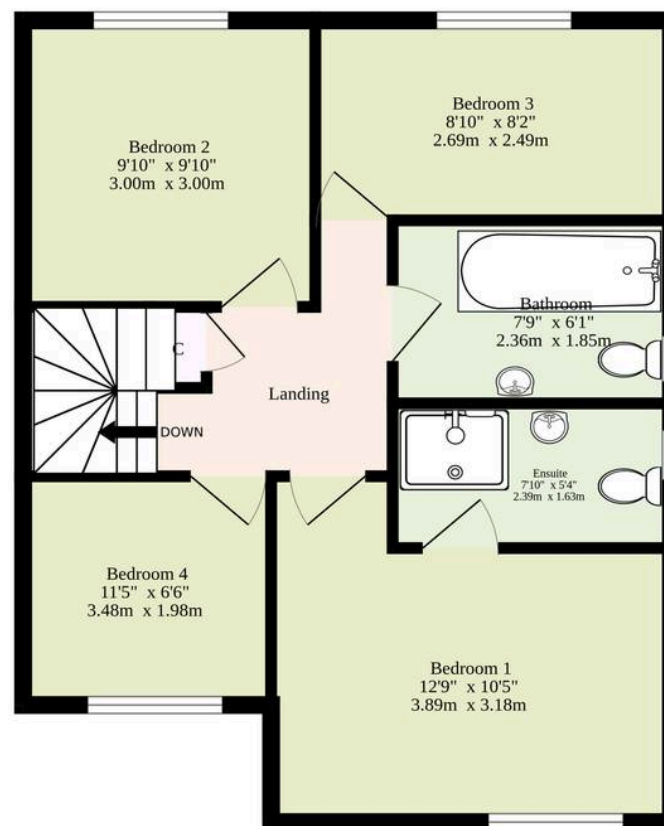 Bedroom 3
8'10" x 8'2"
2.69m x 2.49m
Bedroom 2
9'10" x 9'10"
3.00m x 3.00m
Bathroom
7'9" x 6'1"
2.36m x 1.85m
C
Landing
DOWN
Ensuite
7'10" x 5'4"
2.39m x 1.63m
Bedroom 4
11'5" x 6'6"
3.48m x 1.98m
Bedroom 1
12'9" x 10'5"
3.89m x 3.18m